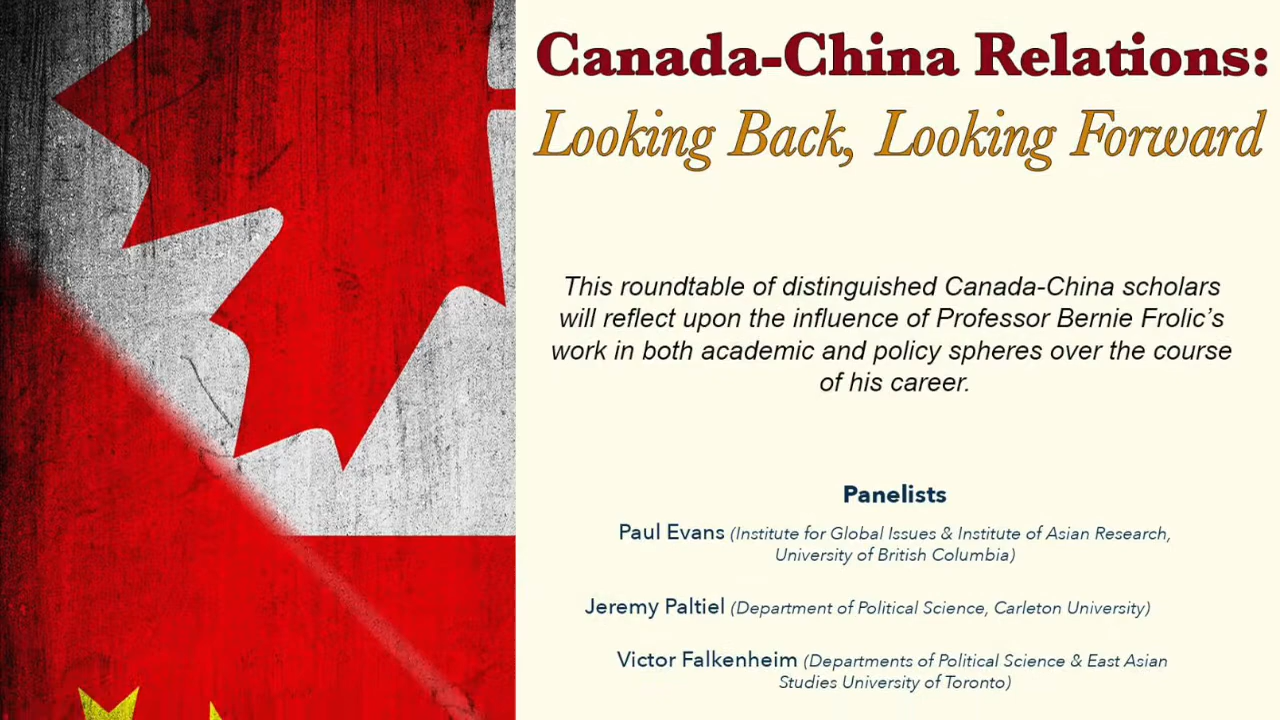 Canada-China Relations:
Looking Back, Looking Forward
This roundtable of distinguished Canada-China scholars
will reflect upon the influence of Professor Bernie Frolic’s
work in both academic and policy spheres over the course
of his career.
Panelists
Paul Evans (Institute for Global Issues & Institute of Asian Research,
University of British Columbia)
Jeremy Paltiel (Department of Political Science, Carleton University)
Victor Falkenheim (Departments of Political Science & East Asian
Studies University of Toronto)